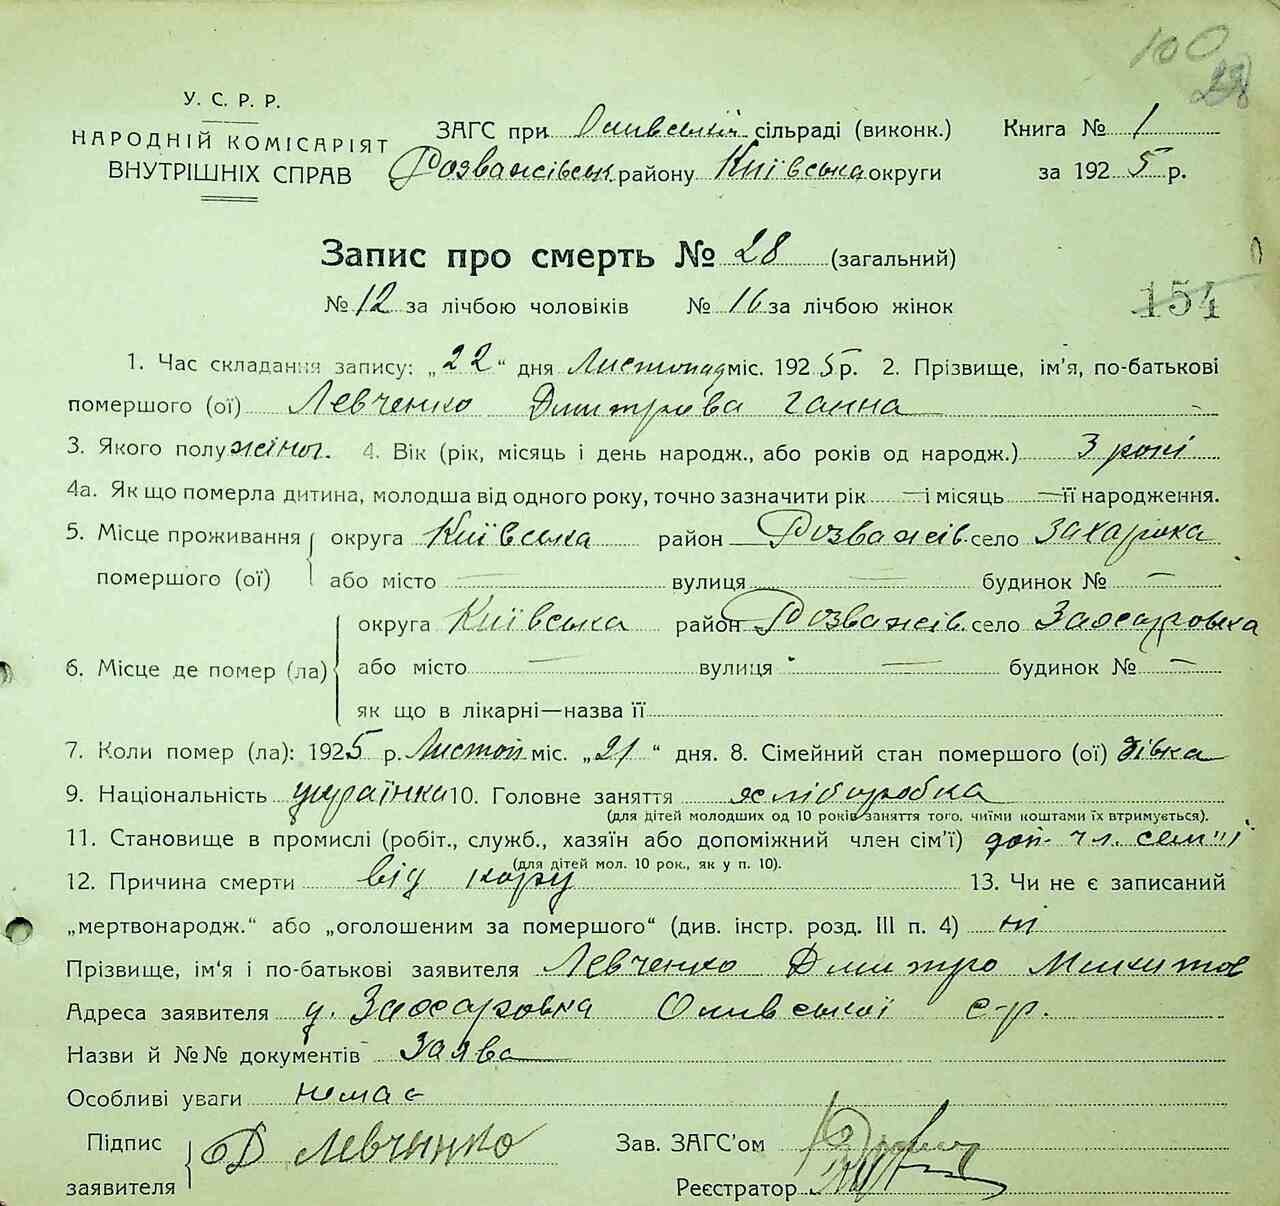 100
28
У. С. Р. Р.
НАРОДНІЙ КОМІСАРІЯТ
ВНУТРІШНІХ СПРАВ
ЗАГС при Оливський сільраді (виконк.)
Розважівськ району Київська округи
Книга № 1
за 1925 р.
Запис про смерть № 28 (загальний)
№ 12 за лічбою чоловіків № 16 за лічбою жінок
154
1. Час складання запису: „22“ дня Листопад міс. 1925 р. 2. Прізвище, ім'я, по-батькові
помершого (ої) Левченко Дмитрова Ганна
3. Якого полу жіног. 4. Вік (рік, місяць і день народж., або років од народж.) 3 рокі
4а. Як що померла дитина, молодша від одного року, точно зазначити рік — і місяць — її народження.
5. Місце проживання округа Київська район Розважів. село
помершого (ої) або місто — вулиця — будинок № —
округа Київська район Розважів. село
6. Місце де помер (ла) або місто — вулиця — будинок № —
як що в лікарні—назва її
7. Коли помер (ла): 1925 р. Листоп міс. „21“ дня. 8. Сімейний стан помершого (ої) дівка
9. Національність українка 10. Головне заняття хліборобка
(для дітей молодших од 10 років заняття того, чиїми коштами їх втримується).
11. Становище в промислі (робіт., служб., хазяїн або допоміжний член сім'ї) доп. чл. сем'ї
(для дітей мол. 10 рок., як у п. 10).
12. Причина смерти від кору 13. Чи не є записаний
„мертвонародж.“ або „оголошеним за помершого“ (див. інстр. розд. III п. 4) ні
Прізвище, ім'я і по-батькові заявителя Левченко Дмитро Микитов
Адреса заявителя Оливської с-р.
Назви й №№ документів Заява
Особливі уваги немає
Підпис
заявителя Д Левченко
Зав. ЗАГС'ом
Реєстратор